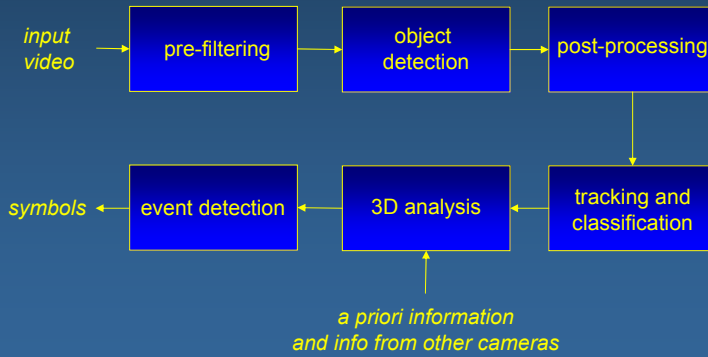 input
video
pre-filtering
object
detection
post-processing
symbols
event detection
3D analysis
tracking and
classification
a priori information
and info from other cameras